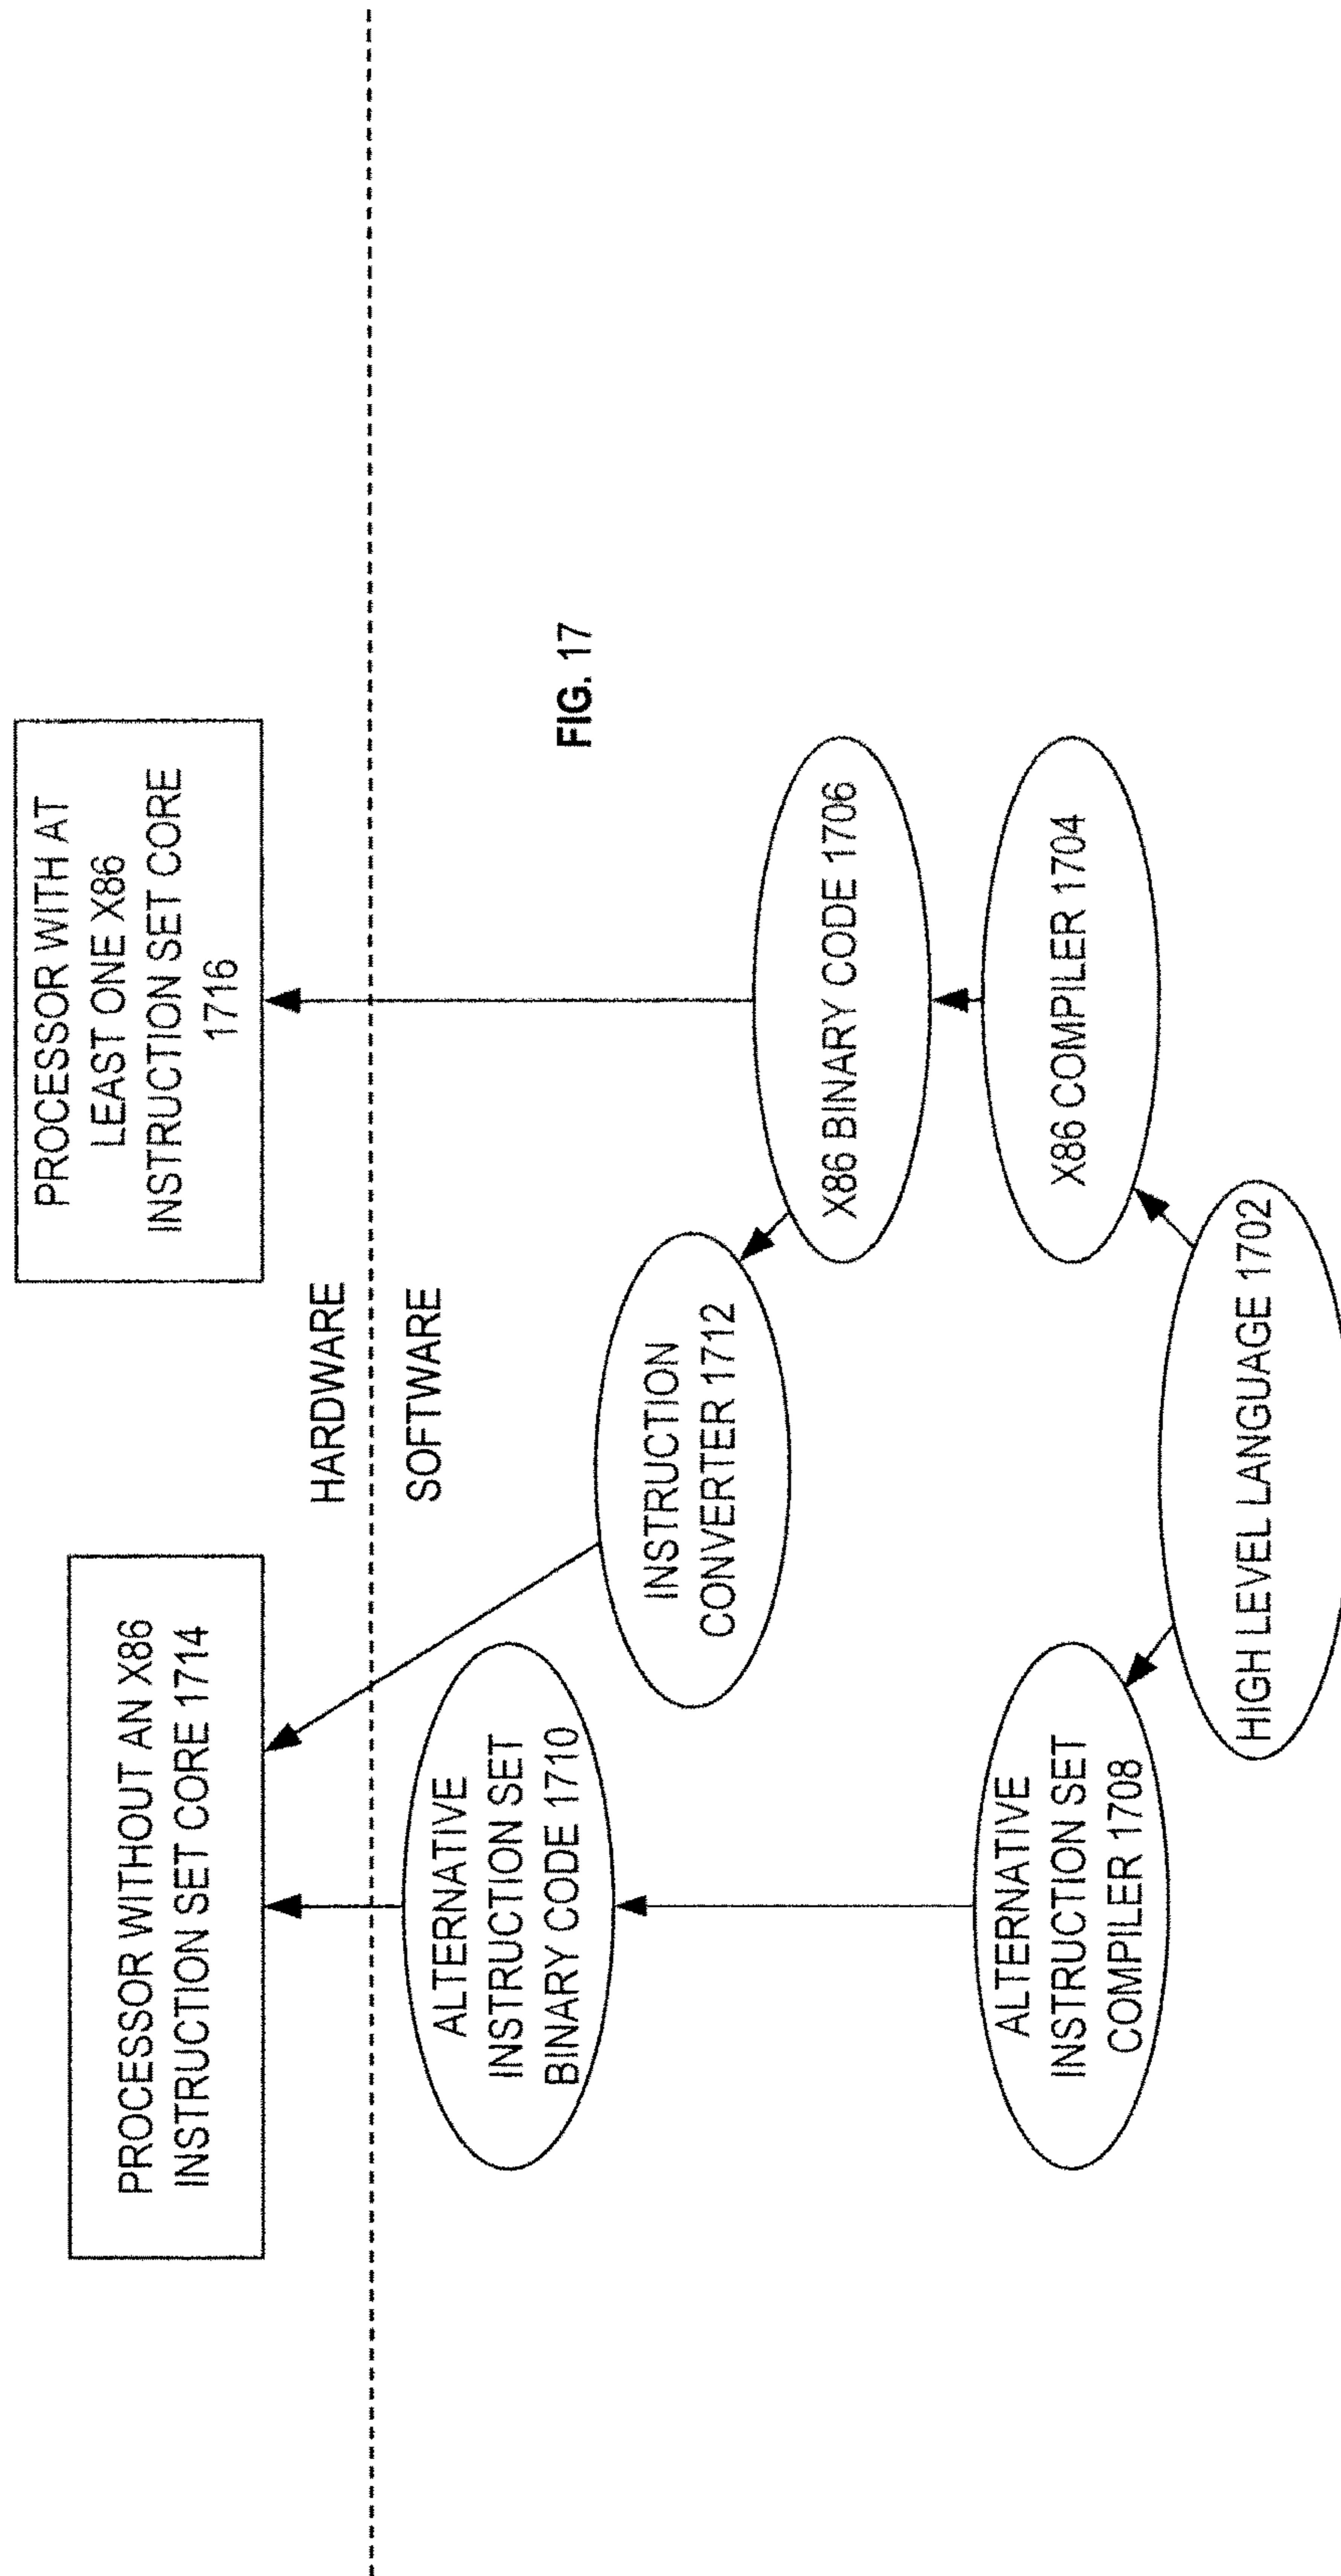 PROCESSOR WITHOUT AN X86
INSTRUCTION SET CORE 1714
PROCESSOR WITH AT
LEAST ONE X86
INSTRUCTION SET CORE
1716
HARDWARE
SOFTWARE
ALTERNATIVE
INSTRUCTION SET
BINARY CODE 1710
INSTRUCTION
CONVERTER 1712
FIG. 17
X86 BINARY CODE 1706
ALTERNATIVE
INSTRUCTION SET
COMPILER 1708
X86 COMPILER 1704
HIGH LEVEL LANGUAGE 1702